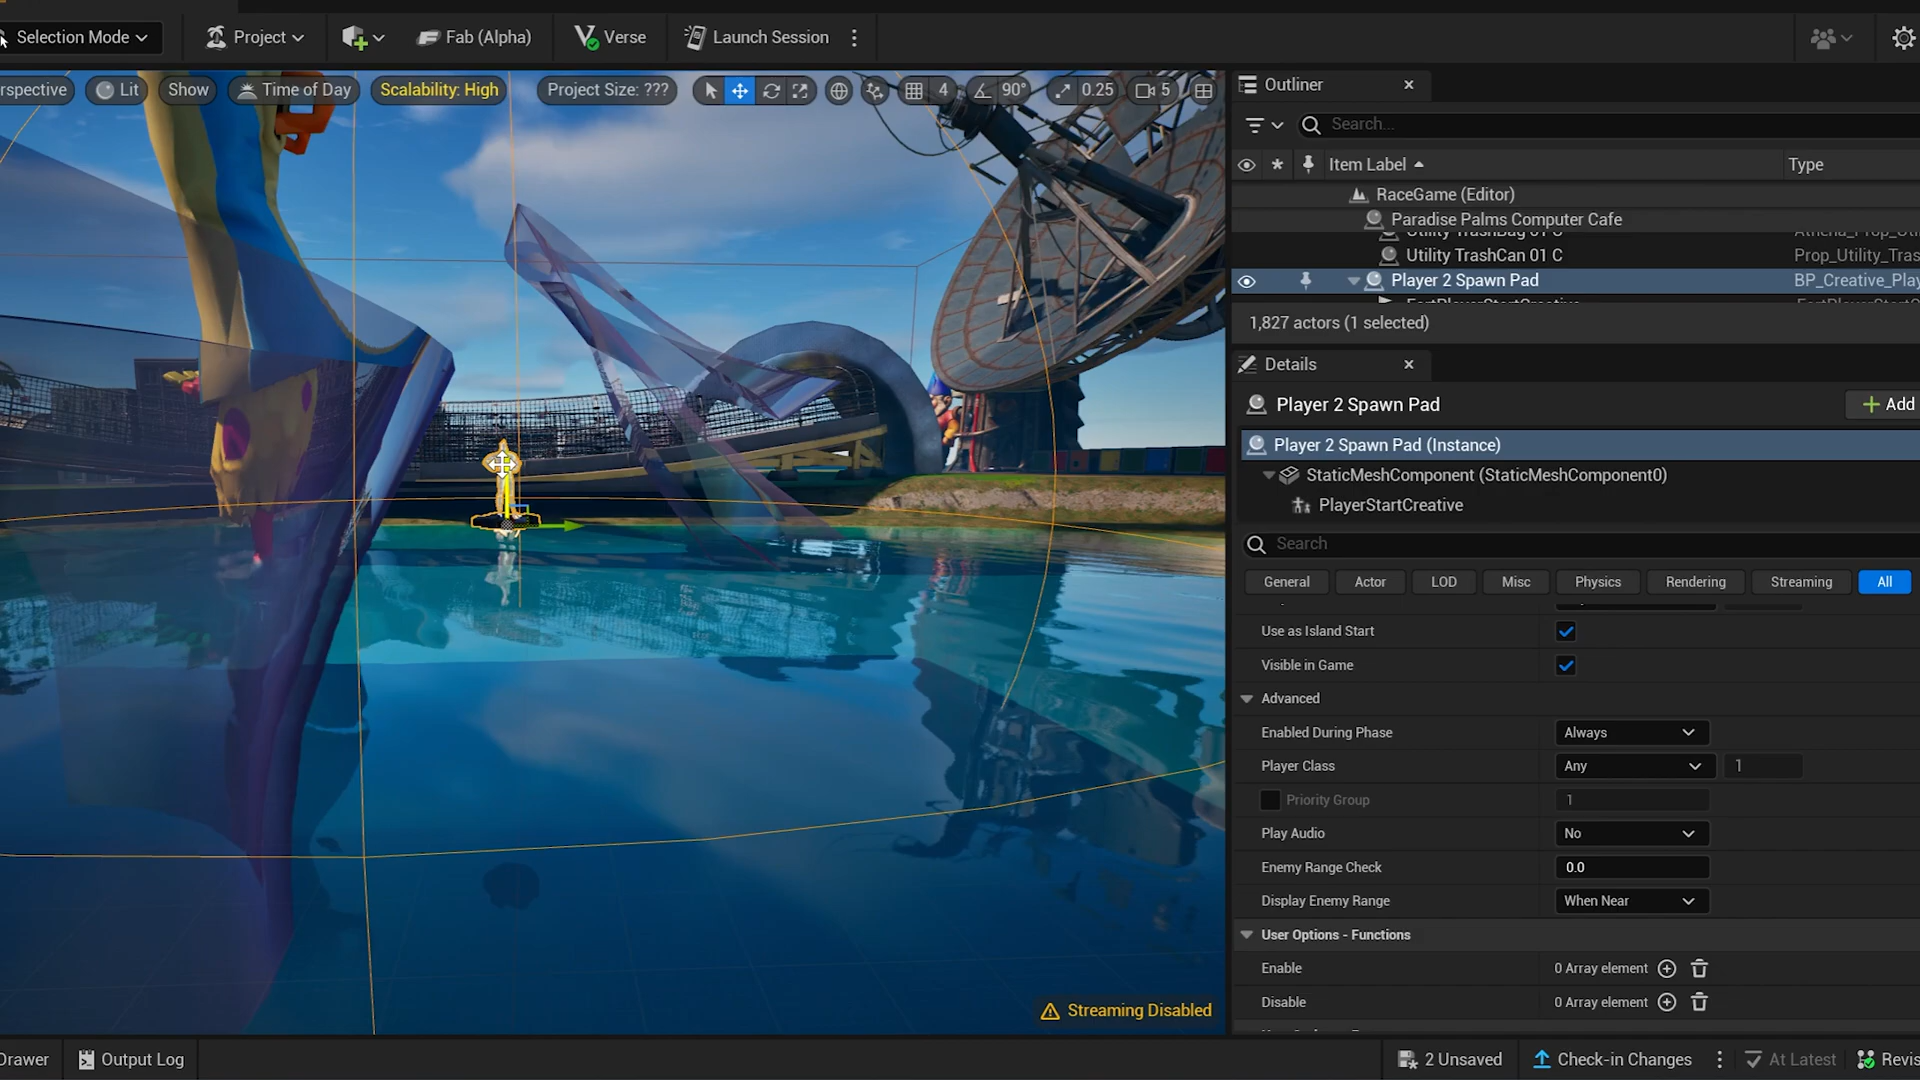 Selection Mode
Project
Fab (Alpha)
Verse
Launch Session
rspective
Lit
Show
Time of Day
Scalability: High
Project Size: ???
4
90°
0.25
5
Outliner
Search...
Item Label
Type
RaceGame (Editor)
Paradise Palms Computer Cafe
Utility TrashBag 01 C
Athena_Prop_Uti
Utility TrashCan 01 C
Prop_Utility_Tras
Player 2 Spawn Pad
BP_Creative_Play
FortPlayerStartCreative
1,827 actors (1 selected)
Details
Player 2 Spawn Pad
Add
Player 2 Spawn Pad (Instance)
StaticMeshComponent (StaticMeshComponent0)
PlayerStartCreative
Search
General
Actor
LOD
Misc
Physics
Rendering
Streaming
All
Use as Island Start
Visible in Game
Advanced
Enabled During Phase
Always
Player Class
Any
1
Priority Group
1
Play Audio
No
Enemy Range Check
0.0
Display Enemy Range
When Near
User Options - Functions
Enable
0 Array element
Disable
0 Array element
Streaming Disabled
Drawer
Output Log
2 Unsaved
Check-in Changes
At Latest
Revis